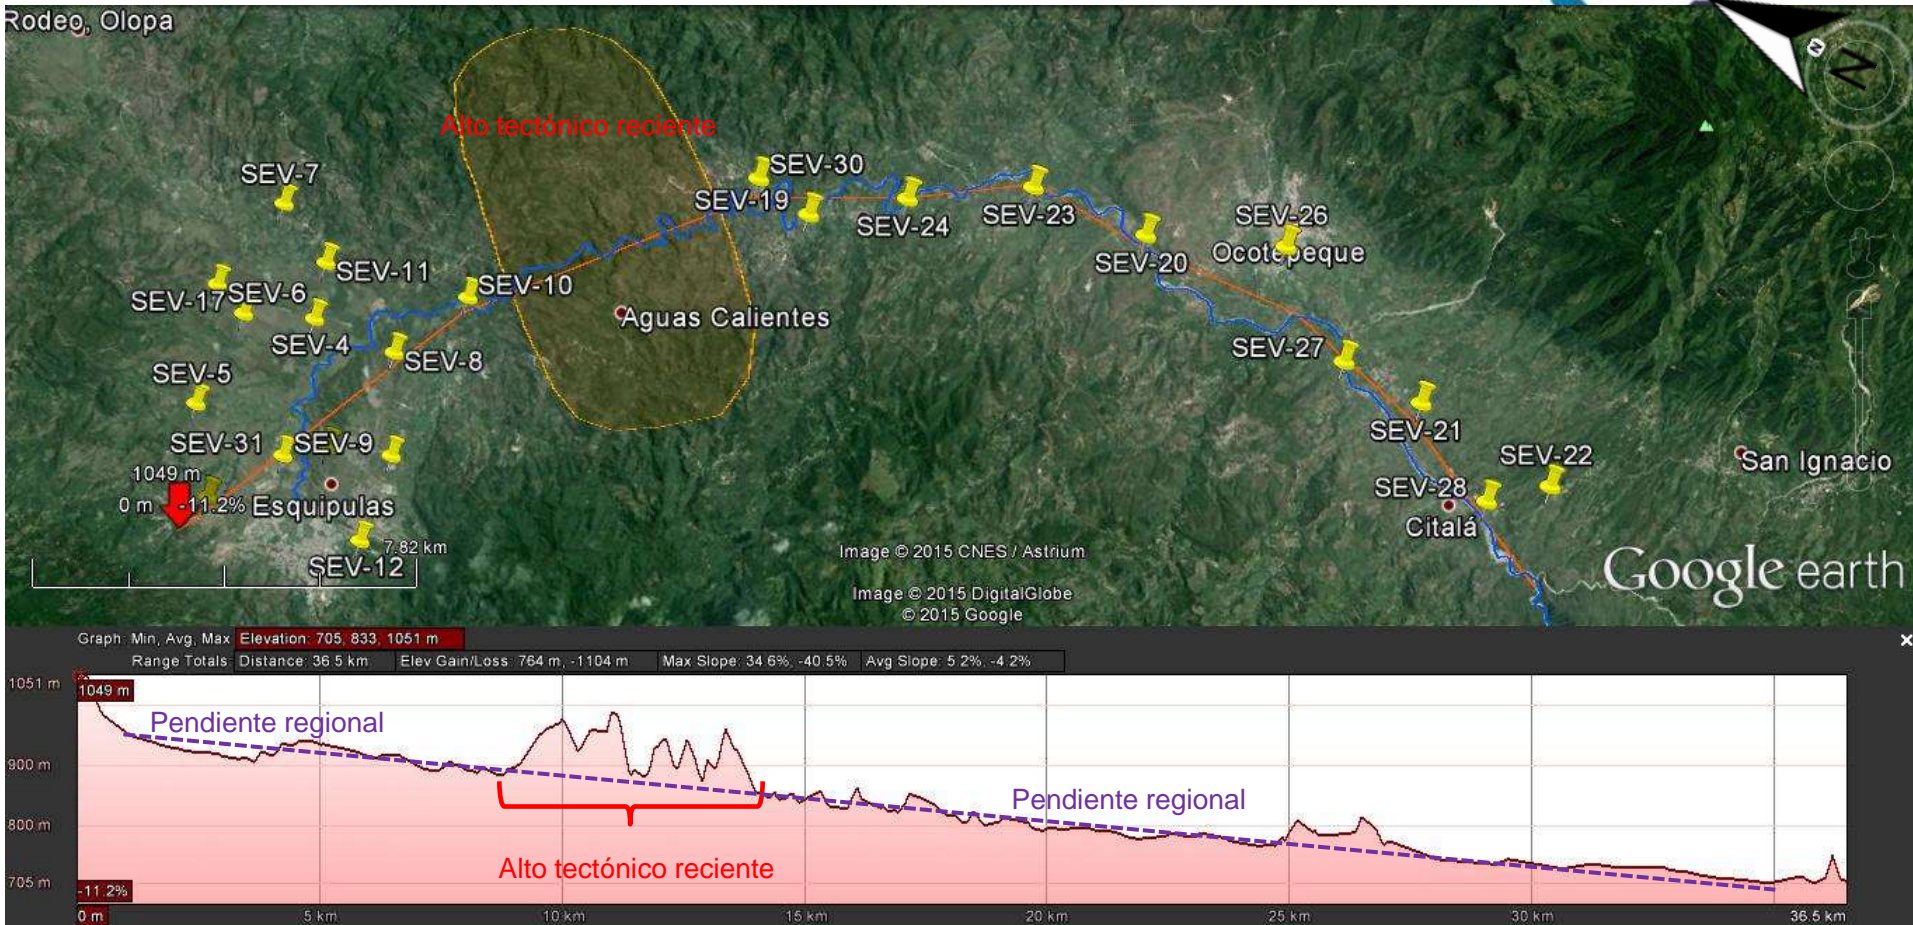 Rodeo, Olopa
N
N
Alto tectónico reciente
SEV-7
SEV-30
SEV-19
SEV-24
SEV-23
SEV-26
SEV-20
Ocotepeque
SEV-11
SEV-17
SEV-6
SEV-10
SEV-4
Aguas Calientes
SEV-8
SEV-27
SEV-5
SEV-31
SEV-9
SEV-21
SEV-22
San Ignacio
1049 m
0 m
-11.2%
Esquipulas
SEV-28
Citalá
7.82 km
SEV-12
Image © 2015 CNES / Astrium
Image © 2015 DigitalGlobe
© 2015 Google
Google earth
Graph: Min, Avg, Max Elevation: 705, 833, 1051 m
Range Totals: Distance: 36.5 km Elev Gain/Loss: 764 m, -1104 m Max Slope: 34.6%, -40.5% Avg Slope: 5.2%, -4.2%
1051 m
1049 m
Pendiente regional
900 m
Pendiente regional
800 m
Alto tectónico reciente
705 m
-11.2%
0 m 5 km 10 km 15 km 20 km 25 km 30 km 36.5 km